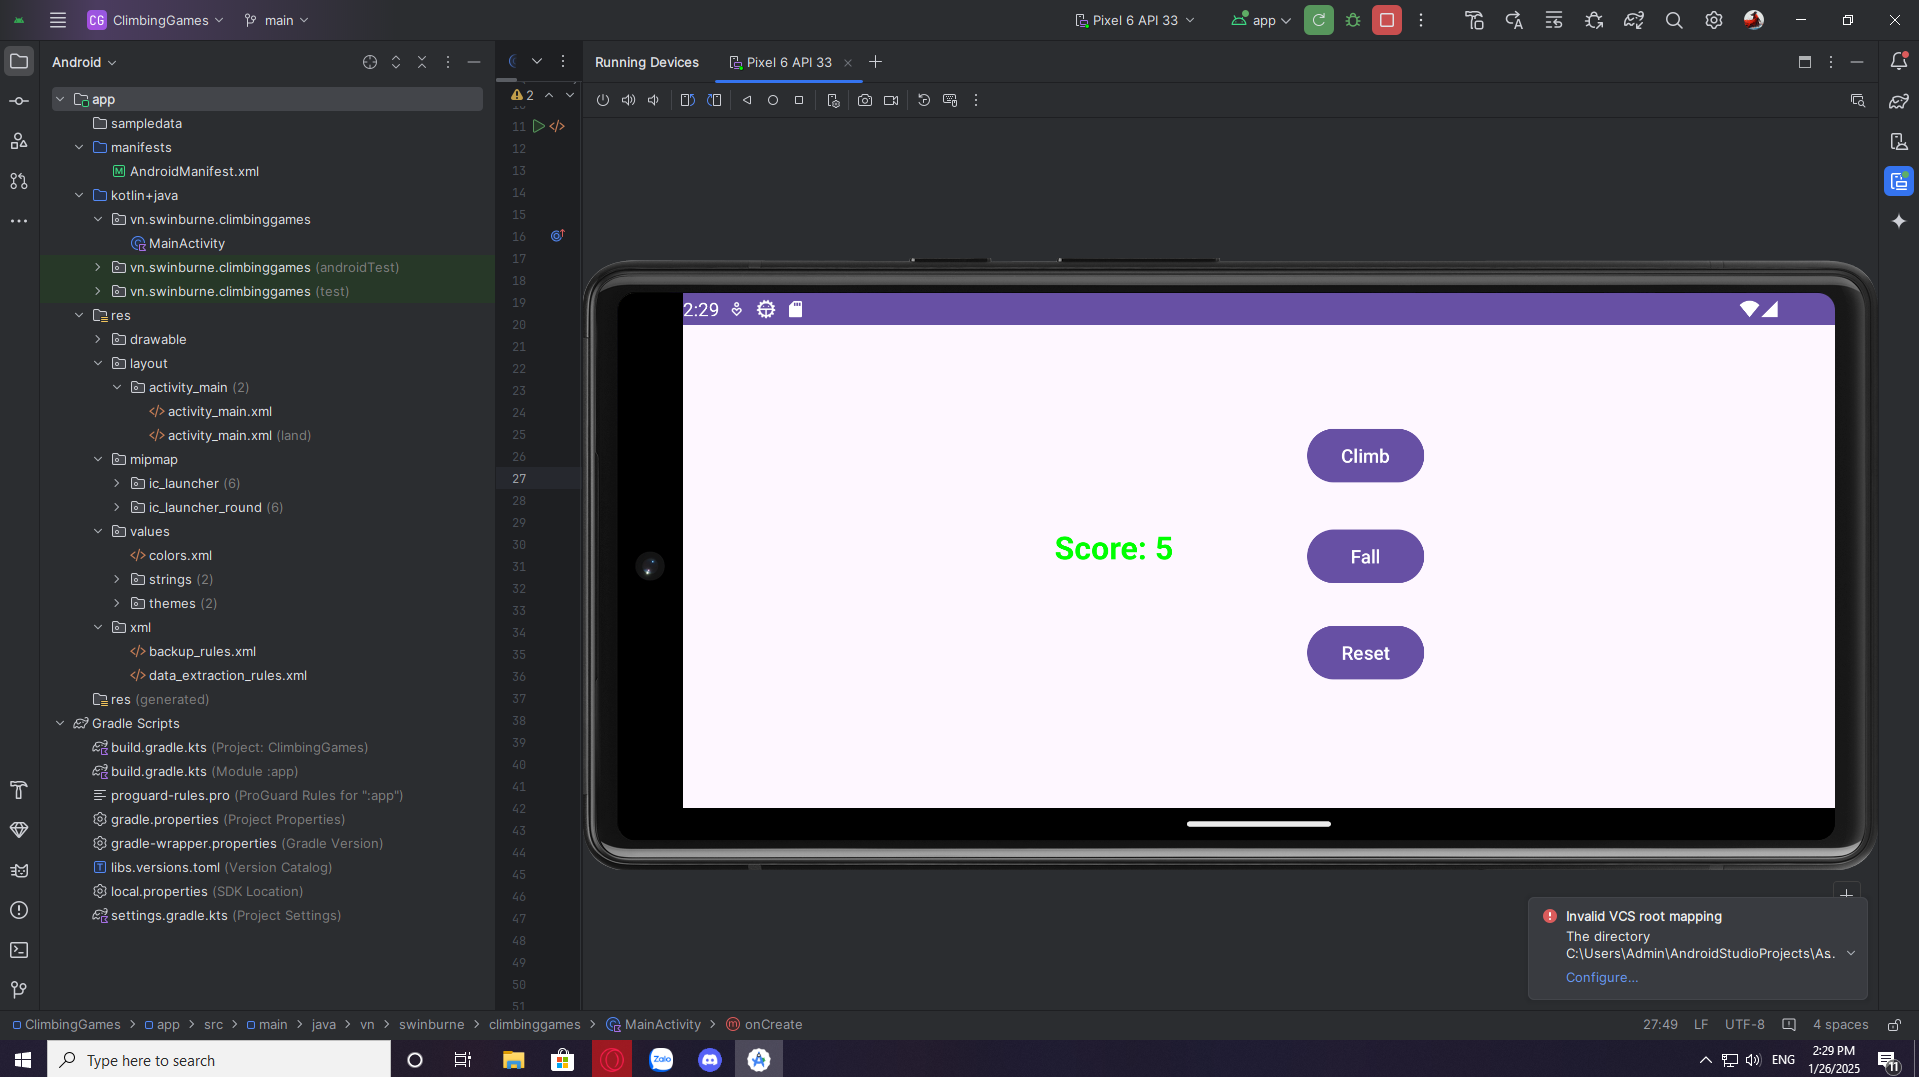 CG ClimbingGames main Pixel 6 API 33 app
Android
Running Devices Pixel 6 API 33
app
sampledata
manifests
AndroidManifest.xml
kotlin+java
vn.swinburne.climbinggames
MainActivity
vn.swinburne.climbinggames (androidTest)
vn.swinburne.climbinggames (test)
res
drawable
layout
activity_main (2)
activity_main.xml
activity_main.xml (land)
mipmap
ic_launcher (6)
ic_launcher_round (6)
values
colors.xml
strings (2)
themes (2)
xml
backup_rules.xml
data_extraction_rules.xml
res (generated)
Gradle Scripts
build.gradle.kts (Project: ClimbingGames)
build.gradle.kts (Module :app)
proguard-rules.pro (ProGuard Rules for ":app")
gradle.properties (Project Properties)
gradle-wrapper.properties (Gradle Version)
libs.versions.toml (Version Catalog)
local.properties (SDK Location)
settings.gradle.kts (Project Settings)
2
11
12
13
14
15
16
17
18
19
20
21
22
23
24
25
26
27
28
29
30
31
32
33
34
35
36
37
38
39
40
41
42
43
44
45
46
47
48
49
50
51
2:29
Climb
Score: 5
Fall
Reset
Invalid VCS root mapping
The directory
C:\Users\Admin\AndroidStudioProjects\As..
Configure...
ClimbingGames > app > src > main > java > vn > swinburne > climbinggames > MainActivity > onCreate
27:49 LF UTF-8 4 spaces
Type here to search
Zalo
ENG
2:29 PM
1/26/2025
11